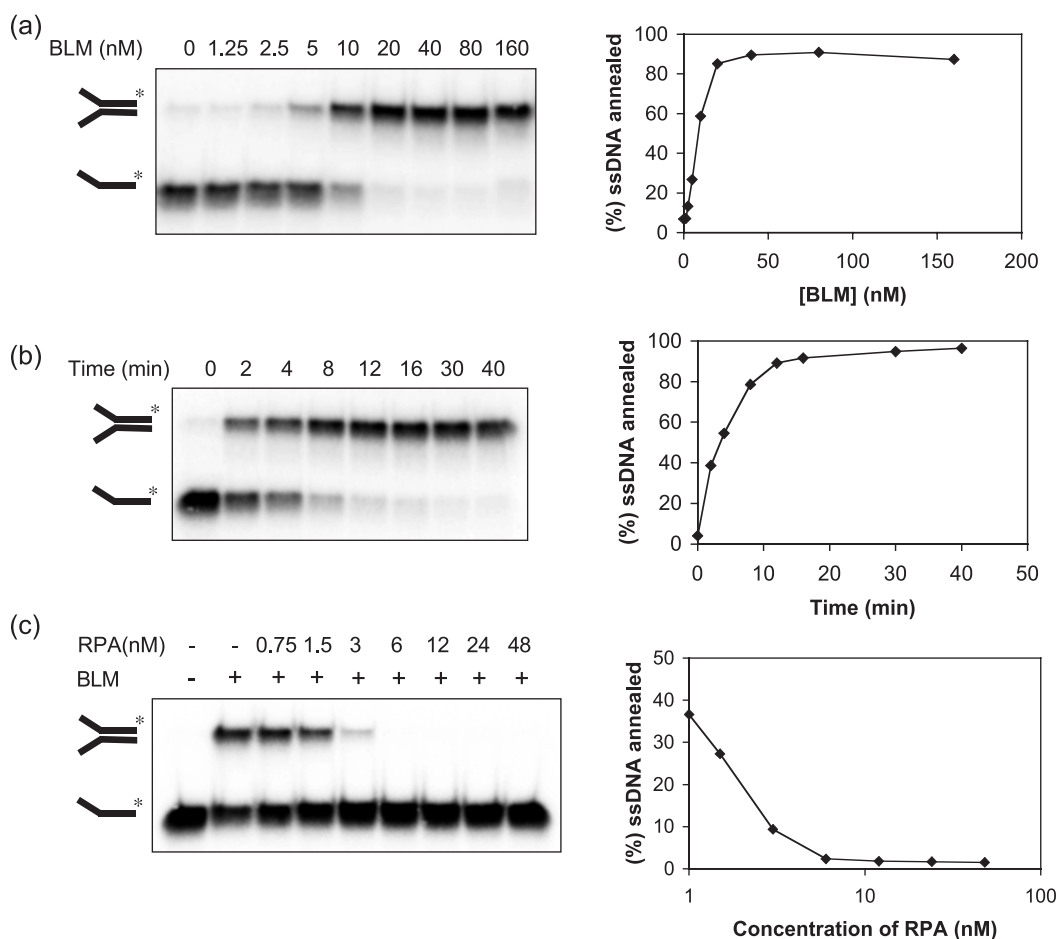 (a)
BLM (nM) 0 1.25 2.5 5 10 20 40 80 160
*
*
(%) ssDNA annealed
100
80
60
40
20
0
0 50 100 150 200
[BLM] (nM)
(b)
Time (min) 0 2 4 8 12 16 30 40
*
*
(%) ssDNA annealed
100
80
60
40
20
0
0 10 20 30 40 50
Time (min)
(c)
RPA(nM) - - 0.75 1.5 3 6 12 24 48
BLM - + + + + + + + +
*
*
(%) ssDNA annealed
50
40
30
20
10
0
1 10 100
Concentration of RPA (nM)